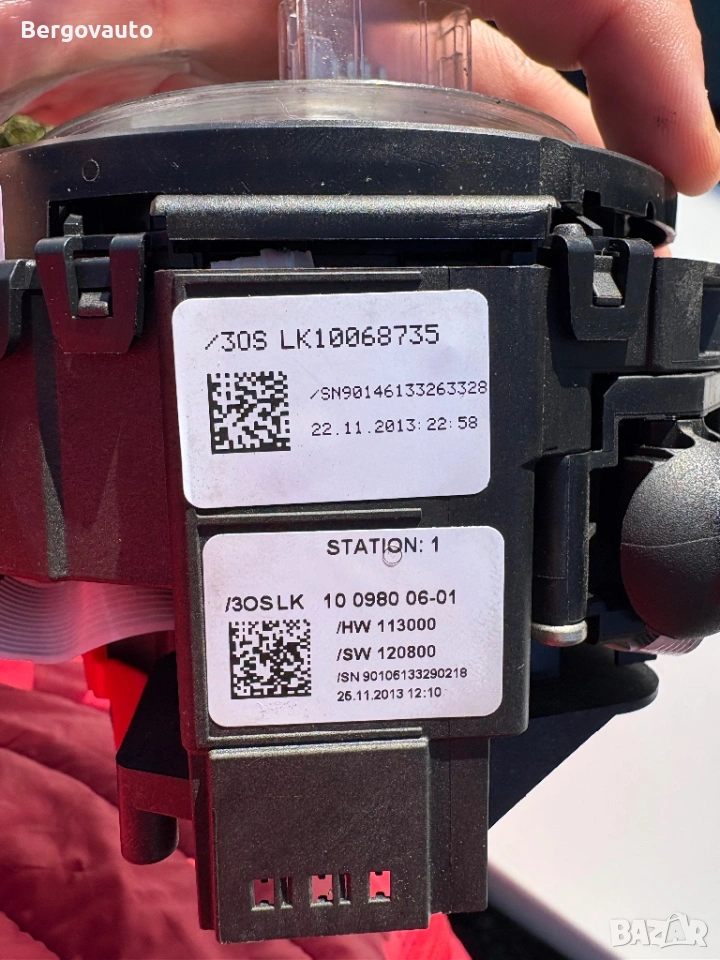 Bergovauto
/3OS LK10068735
/SN90146133263328
22.11.2013: 22:58
STATION: 1
/3OSLK 10 0980 06-01
/HW 113000
/SW 120800
/SN 90106133290218
25.11.2013 12:10
BAZAR